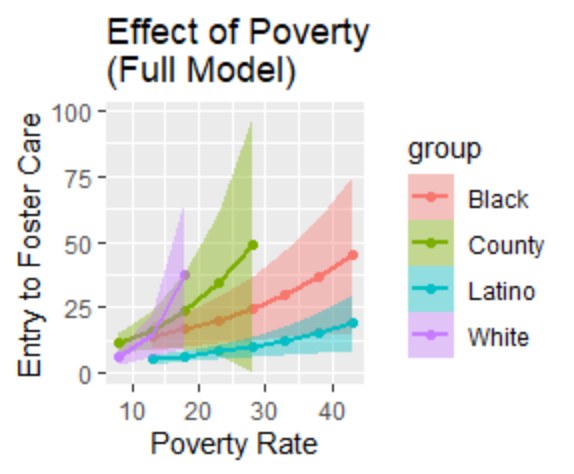 Effect of Poverty
(Full Model)
Entry to Foster Care
100
75
50
25
0
10 20 30 40
Poverty Rate
group
Black
County
Latino
White